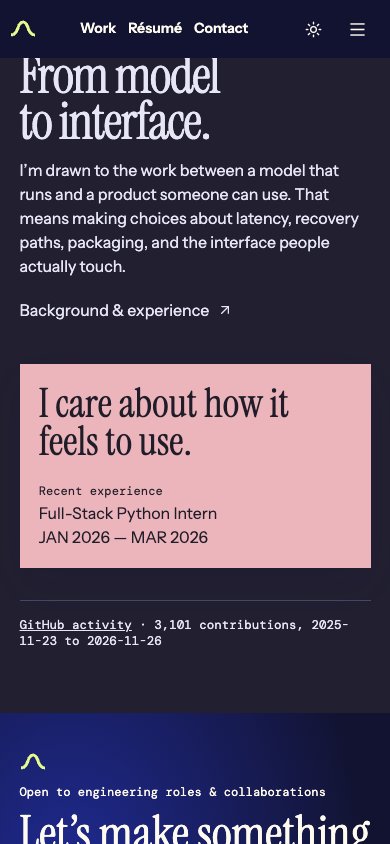 Work Résumé Contact
From model
to interface.
I'm drawn to the work between a model that
runs and a product someone can use. That
means making choices about latency, recovery
paths, packaging, and the interface people
actually touch.
Background & experience ↗
I care about how it
feels to use.
Recent experience
Full-Stack Python Intern
JAN 2026 — MAR 2026
GitHub activity · 3,101 contributions, 2025-
11-23 to 2026-11-26
Open to engineering roles & collaborations
Let's make something